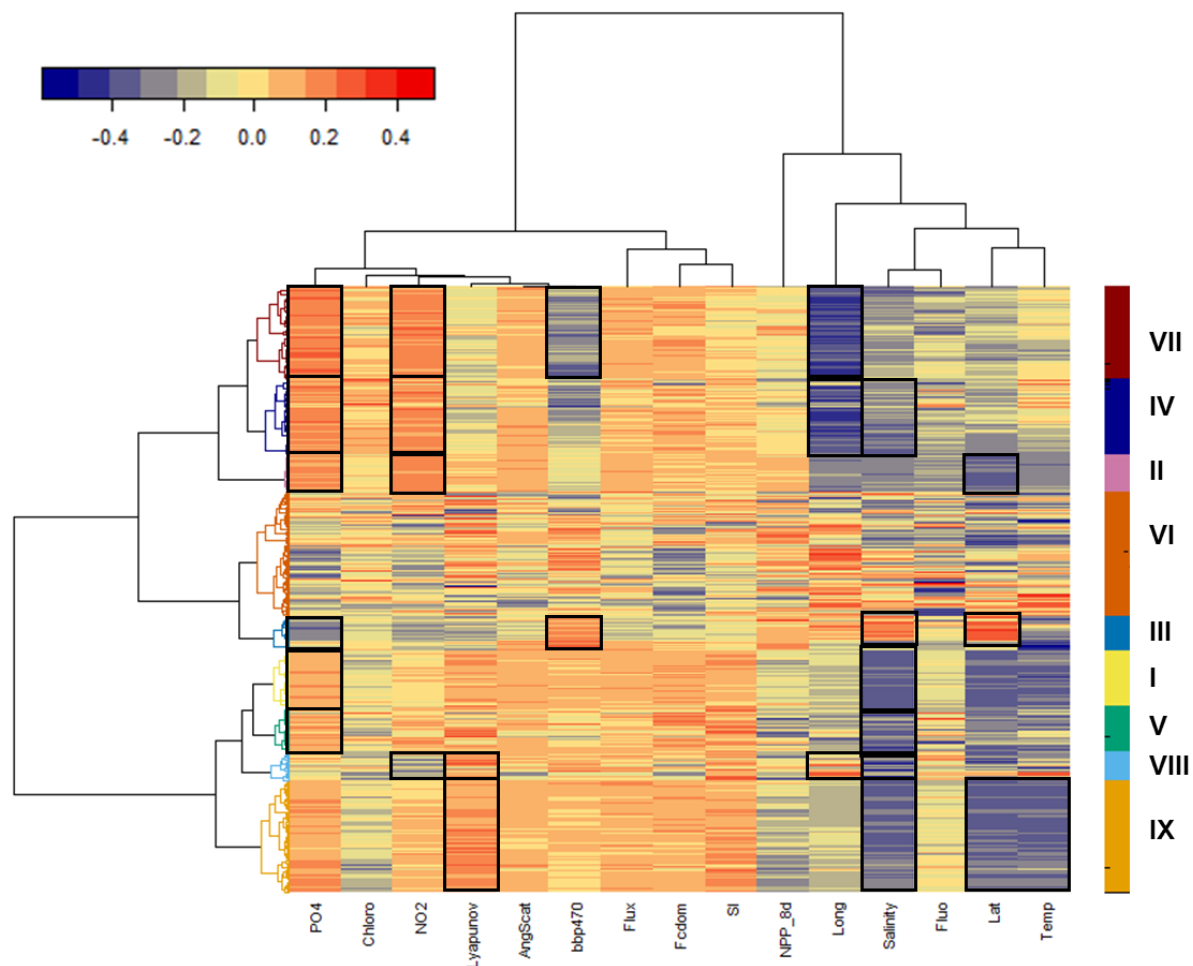 -0.4 -0.2 0.0 0.2 0.4
VII
IV
II
VI
III
I
V
VIII
IX
PO4 Chloro NO2 Lyapunov AngScat bbp470 Flux Fcdom SI NPP_8d Long Salinity Fluo Lat Temp